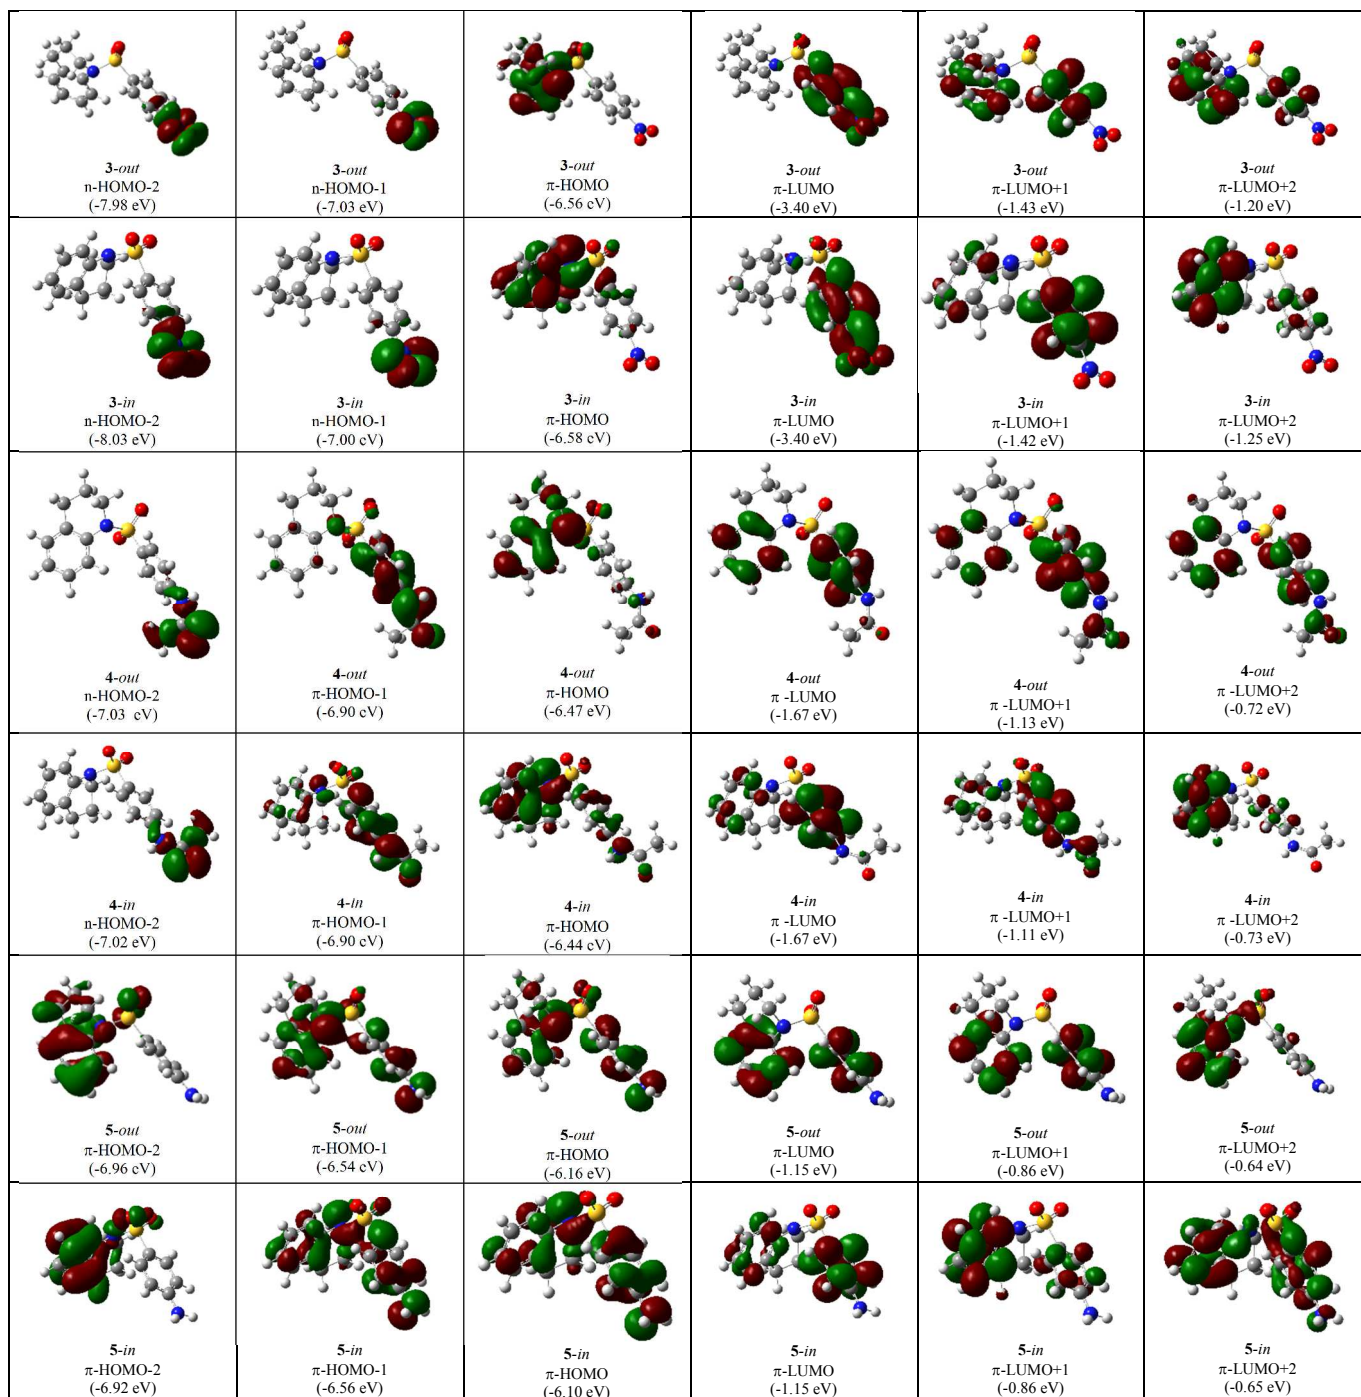 3-out
n-HOMO-2
(-7.98 eV)
3-out
n-HOMO-1
(-7.03 eV)
3-out
π-HOMO
(-6.56 eV)
3-out
π-LUMO
(-3.40 eV)
3-out
π-LUMO+1
(-1.43 eV)
3-out
π-LUMO+2
(-1.20 eV)
3-in
n-HOMO-2
(-8.03 eV)
3-in
n-HOMO-1
(-7.00 eV)
3-in
π-HOMO
(-6.58 eV)
3-in
π-LUMO
(-3.40 eV)
3-in
π-LUMO+1
(-1.42 eV)
3-in
π-LUMO+2
(-1.25 eV)
4-out
n-HOMO-2
(-7.03 eV)
4-out
π-HOMO-1
(-6.90 eV)
4-out
π-HOMO
(-6.47 eV)
4-out
π -LUMO
(-1.67 eV)
4-out
π -LUMO+1
(-1.13 eV)
4-out
π -LUMO+2
(-0.72 eV)
4-in
n-HOMO-2
(-7.02 eV)
4-in
π-HOMO-1
(-6.90 eV)
4-in
π-HOMO
(-6.44 eV)
4-in
π -LUMO
(-1.67 eV)
4-in
π -LUMO+1
(-1.11 eV)
4-in
π -LUMO+2
(-0.73 eV)
5-out
π-HOMO-2
(-6.96 eV)
5-out
π-HOMO-1
(-6.54 eV)
5-out
π-HOMO
(-6.16 eV)
5-out
π-LUMO
(-1.15 eV)
5-out
π-LUMO+1
(-0.86 eV)
5-out
π-LUMO+2
(-0.64 eV)
5-in
π-HOMO-2
(-6.92 eV)
5-in
π-HOMO-1
(-6.56 eV)
5-in
π-HOMO
(-6.10 eV)
5-in
π-LUMO
(-1.15 eV)
5-in
π-LUMO+1
(-0.86 eV)
5-in
π-LUMO+2
(-0.65 eV)